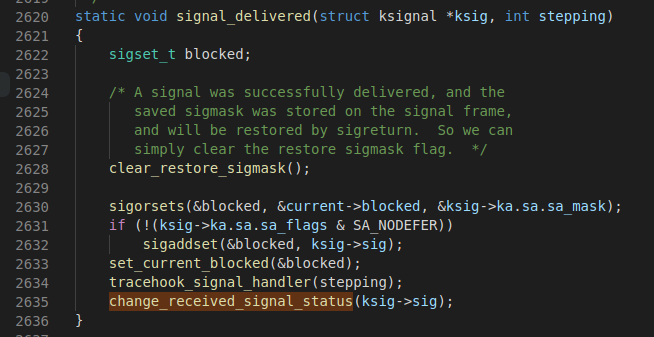 2619 */
2620 static void signal_delivered(struct ksignal *ksig, int stepping)
2621 {
2622     sigset_t blocked;
2623
2624     /* A signal was successfully delivered, and the
2625        saved sigmask was stored on the signal frame,
2626        and will be restored by sigreturn.  So we can
2627        simply clear the restore sigmask flag.  */
2628     clear_restore_sigmask();
2629
2630     sigorsets(&blocked, &current->blocked, &ksig->ka.sa.sa_mask);
2631     if (!(ksig->ka.sa.sa_flags & SA_NODEFER))
2632         sigaddset(&blocked, ksig->sig);
2633     set_current_blocked(&blocked);
2634     tracehook_signal_handler(stepping);
2635     change_received_signal_status(ksig->sig);
2636 }
2637